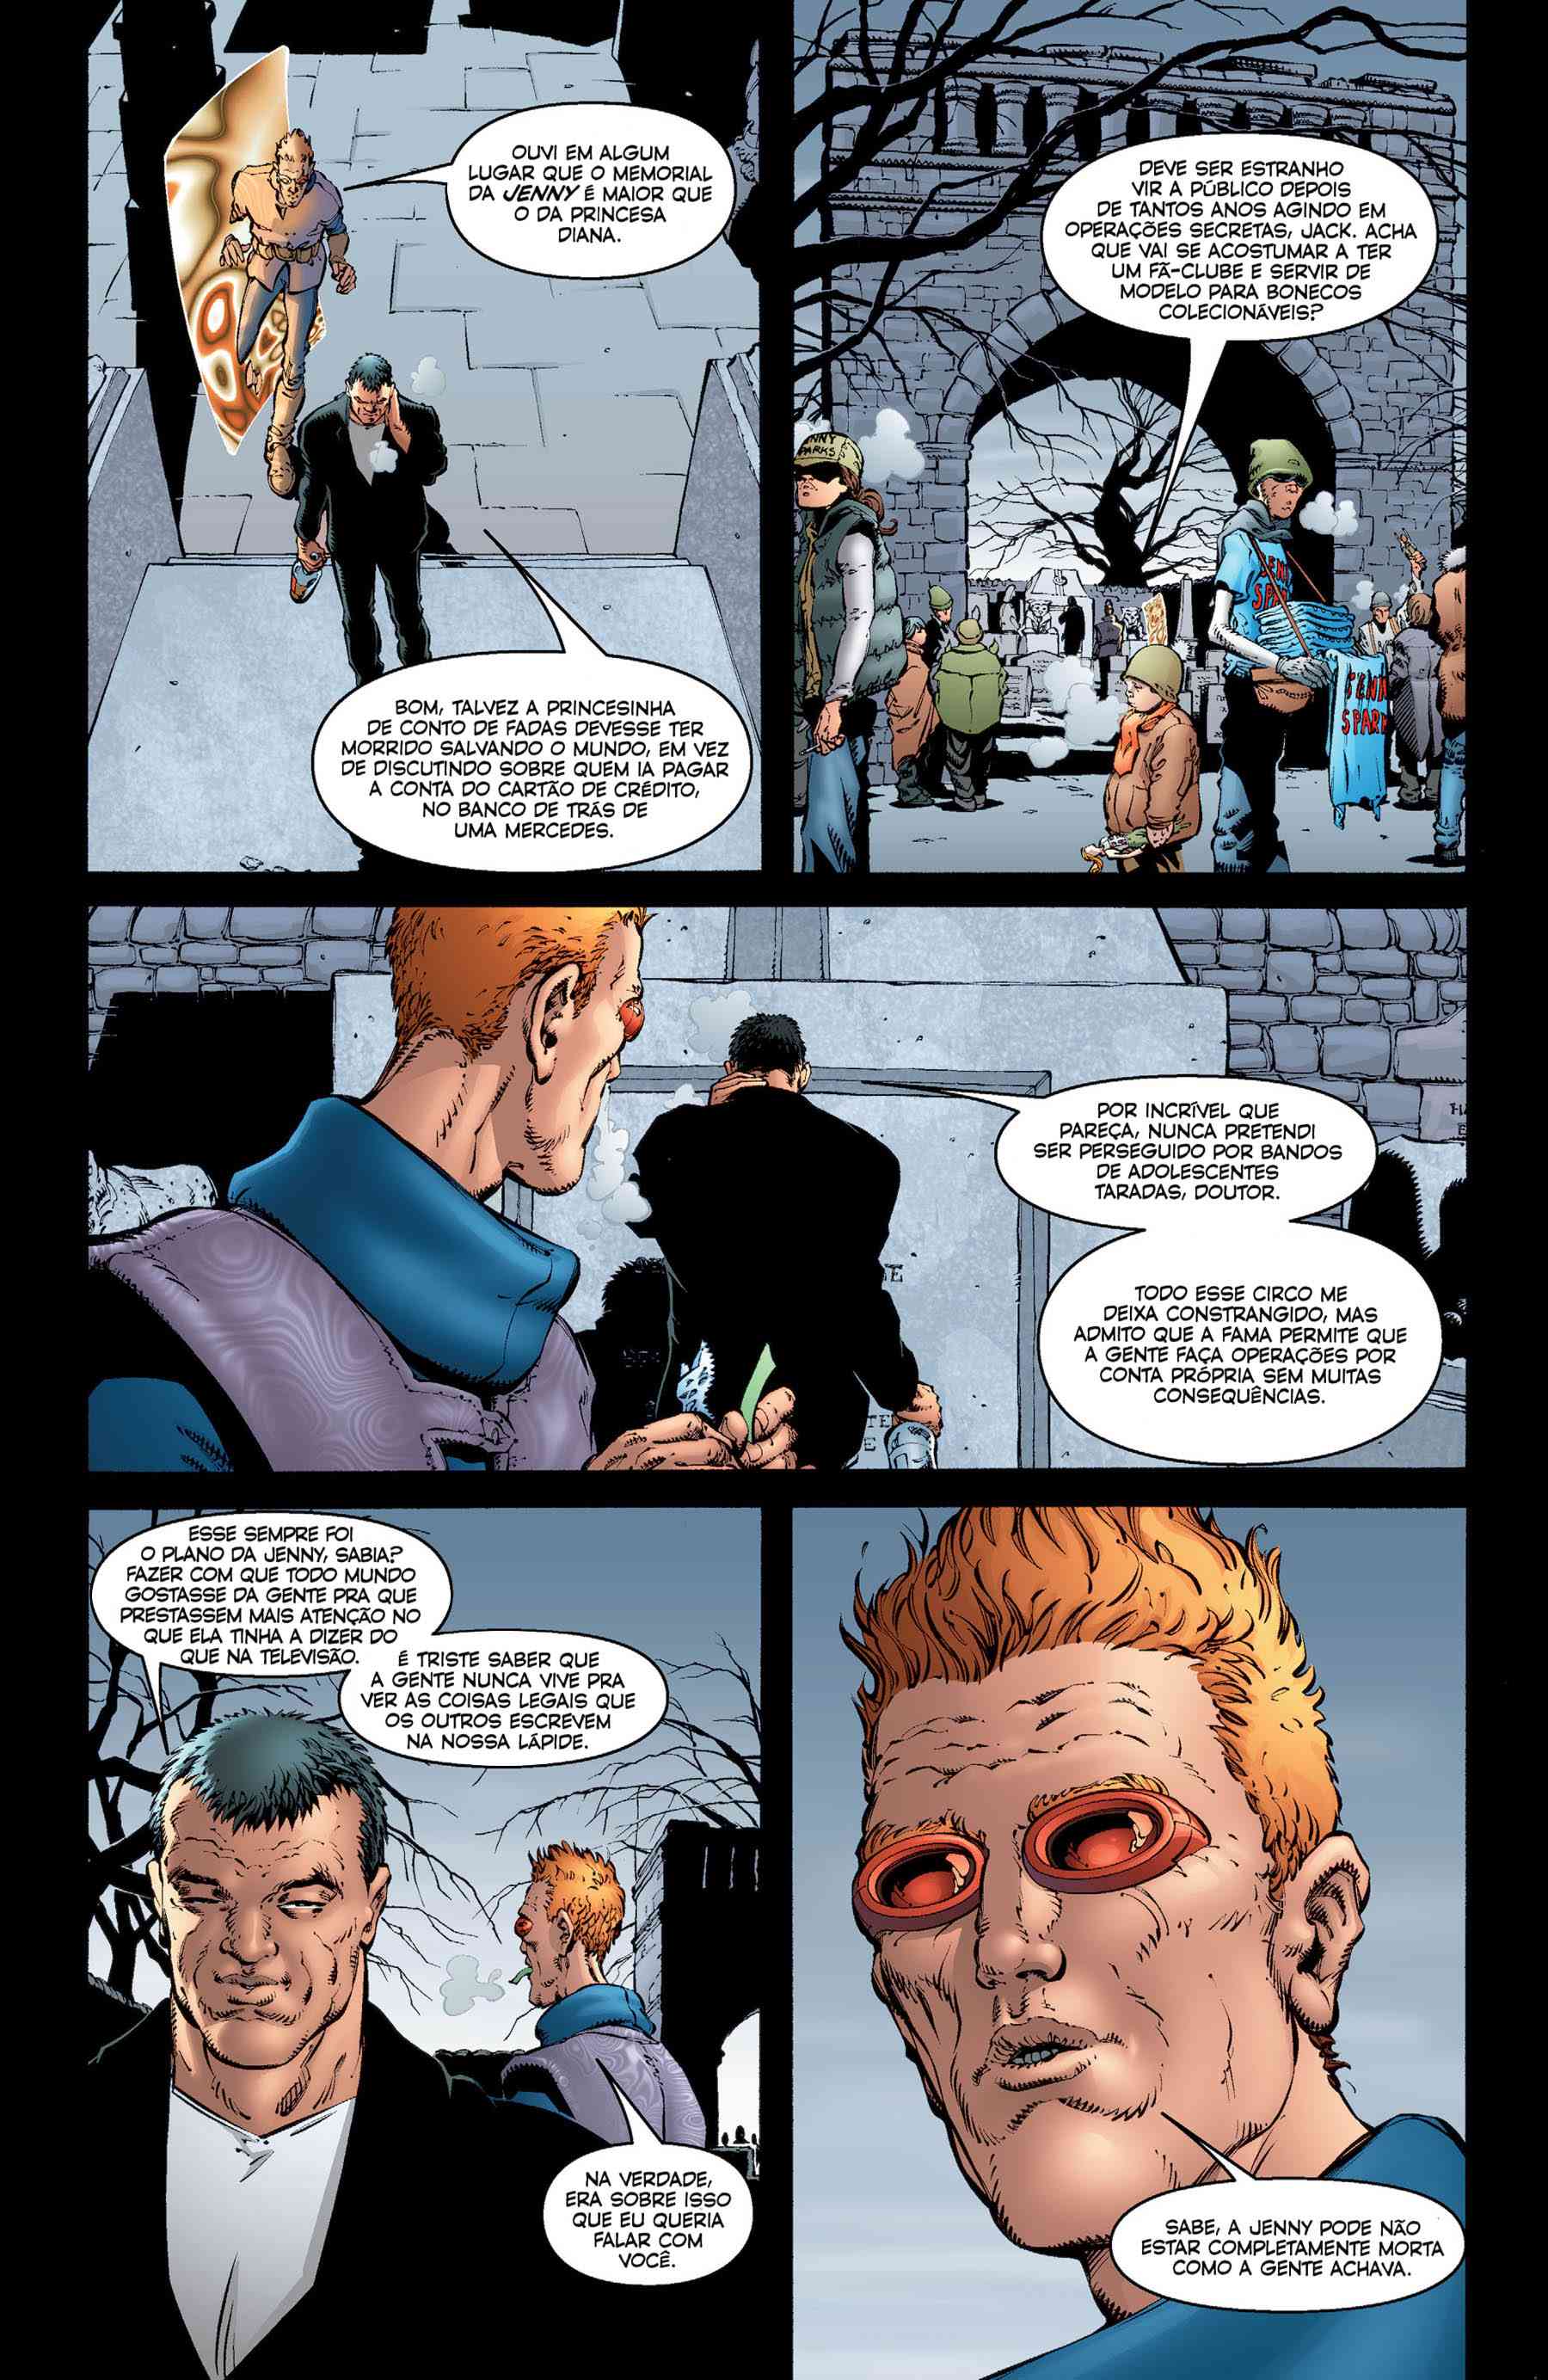 OUVI EM ALGUM
LUGAR QUE O MEMORIAL
DA JENNY É MAIOR QUE
O DA PRINCESA
DIANA.
BOM, TALVEZ A PRINCESINHA
DE CONTO DE FADAS DEVESSE TER
MORRIDO SALVANDO O MUNDO, EM VEZ
DE DISCUTINDO SOBRE QUEM IA PAGAR
A CONTA DO CARTÃO DE CRÉDITO,
NO BANCO DE TRÁS DE
UMA MERCEDES.
DEVE SER ESTRANHO
VIR A PÚBLICO DEPOIS
DE TANTOS ANOS AGINDO EM
OPERAÇÕES SECRETAS, JACK. ACHA
QUE VAI SE ACOSTUMAR A TER
UM FÃ-CLUBE E SERVIR DE
MODELO PARA BONECOS
COLECIONÁVEIS?
NNY
PARKS
JEN
SPA
JENN
SPARK
POR INCRÍVEL QUE
PAREÇA, NUNCA PRETENDI
SER PERSEGUIDO POR BANDOS
DE ADOLESCENTES
TARADAS, DOUTOR.
TODO ESSE CIRCO ME
DEIXA CONSTRANGIDO, MAS
ADMITO QUE A FAMA PERMITE QUE
A GENTE FAÇA OPERAÇÕES POR
CONTA PRÓPRIA SEM MUITAS
CONSEQUÊNCIAS.
ESSE SEMPRE FOI
O PLANO DA JENNY, SABIA?
FAZER COM QUE TODO MUNDO
GOSTASSE DA GENTE PRA QUE
PRESTASSEM MAIS ATENÇÃO NO
QUE ELA TINHA A DIZER DO
QUE NA TELEVISÃO.
É TRISTE SABER QUE
A GENTE NUNCA VIVE PRA
VER AS COISAS LEGAIS QUE
OS OUTROS ESCREVEM
NA NOSSA LÁPIDE.
NA VERDADE,
ERA SOBRE ISSO
QUE EU QUERIA
FALAR COM
VOCÊ.
SABE, A JENNY PODE NÃO
ESTAR COMPLETAMENTE MORTA
COMO A GENTE ACHAVA.